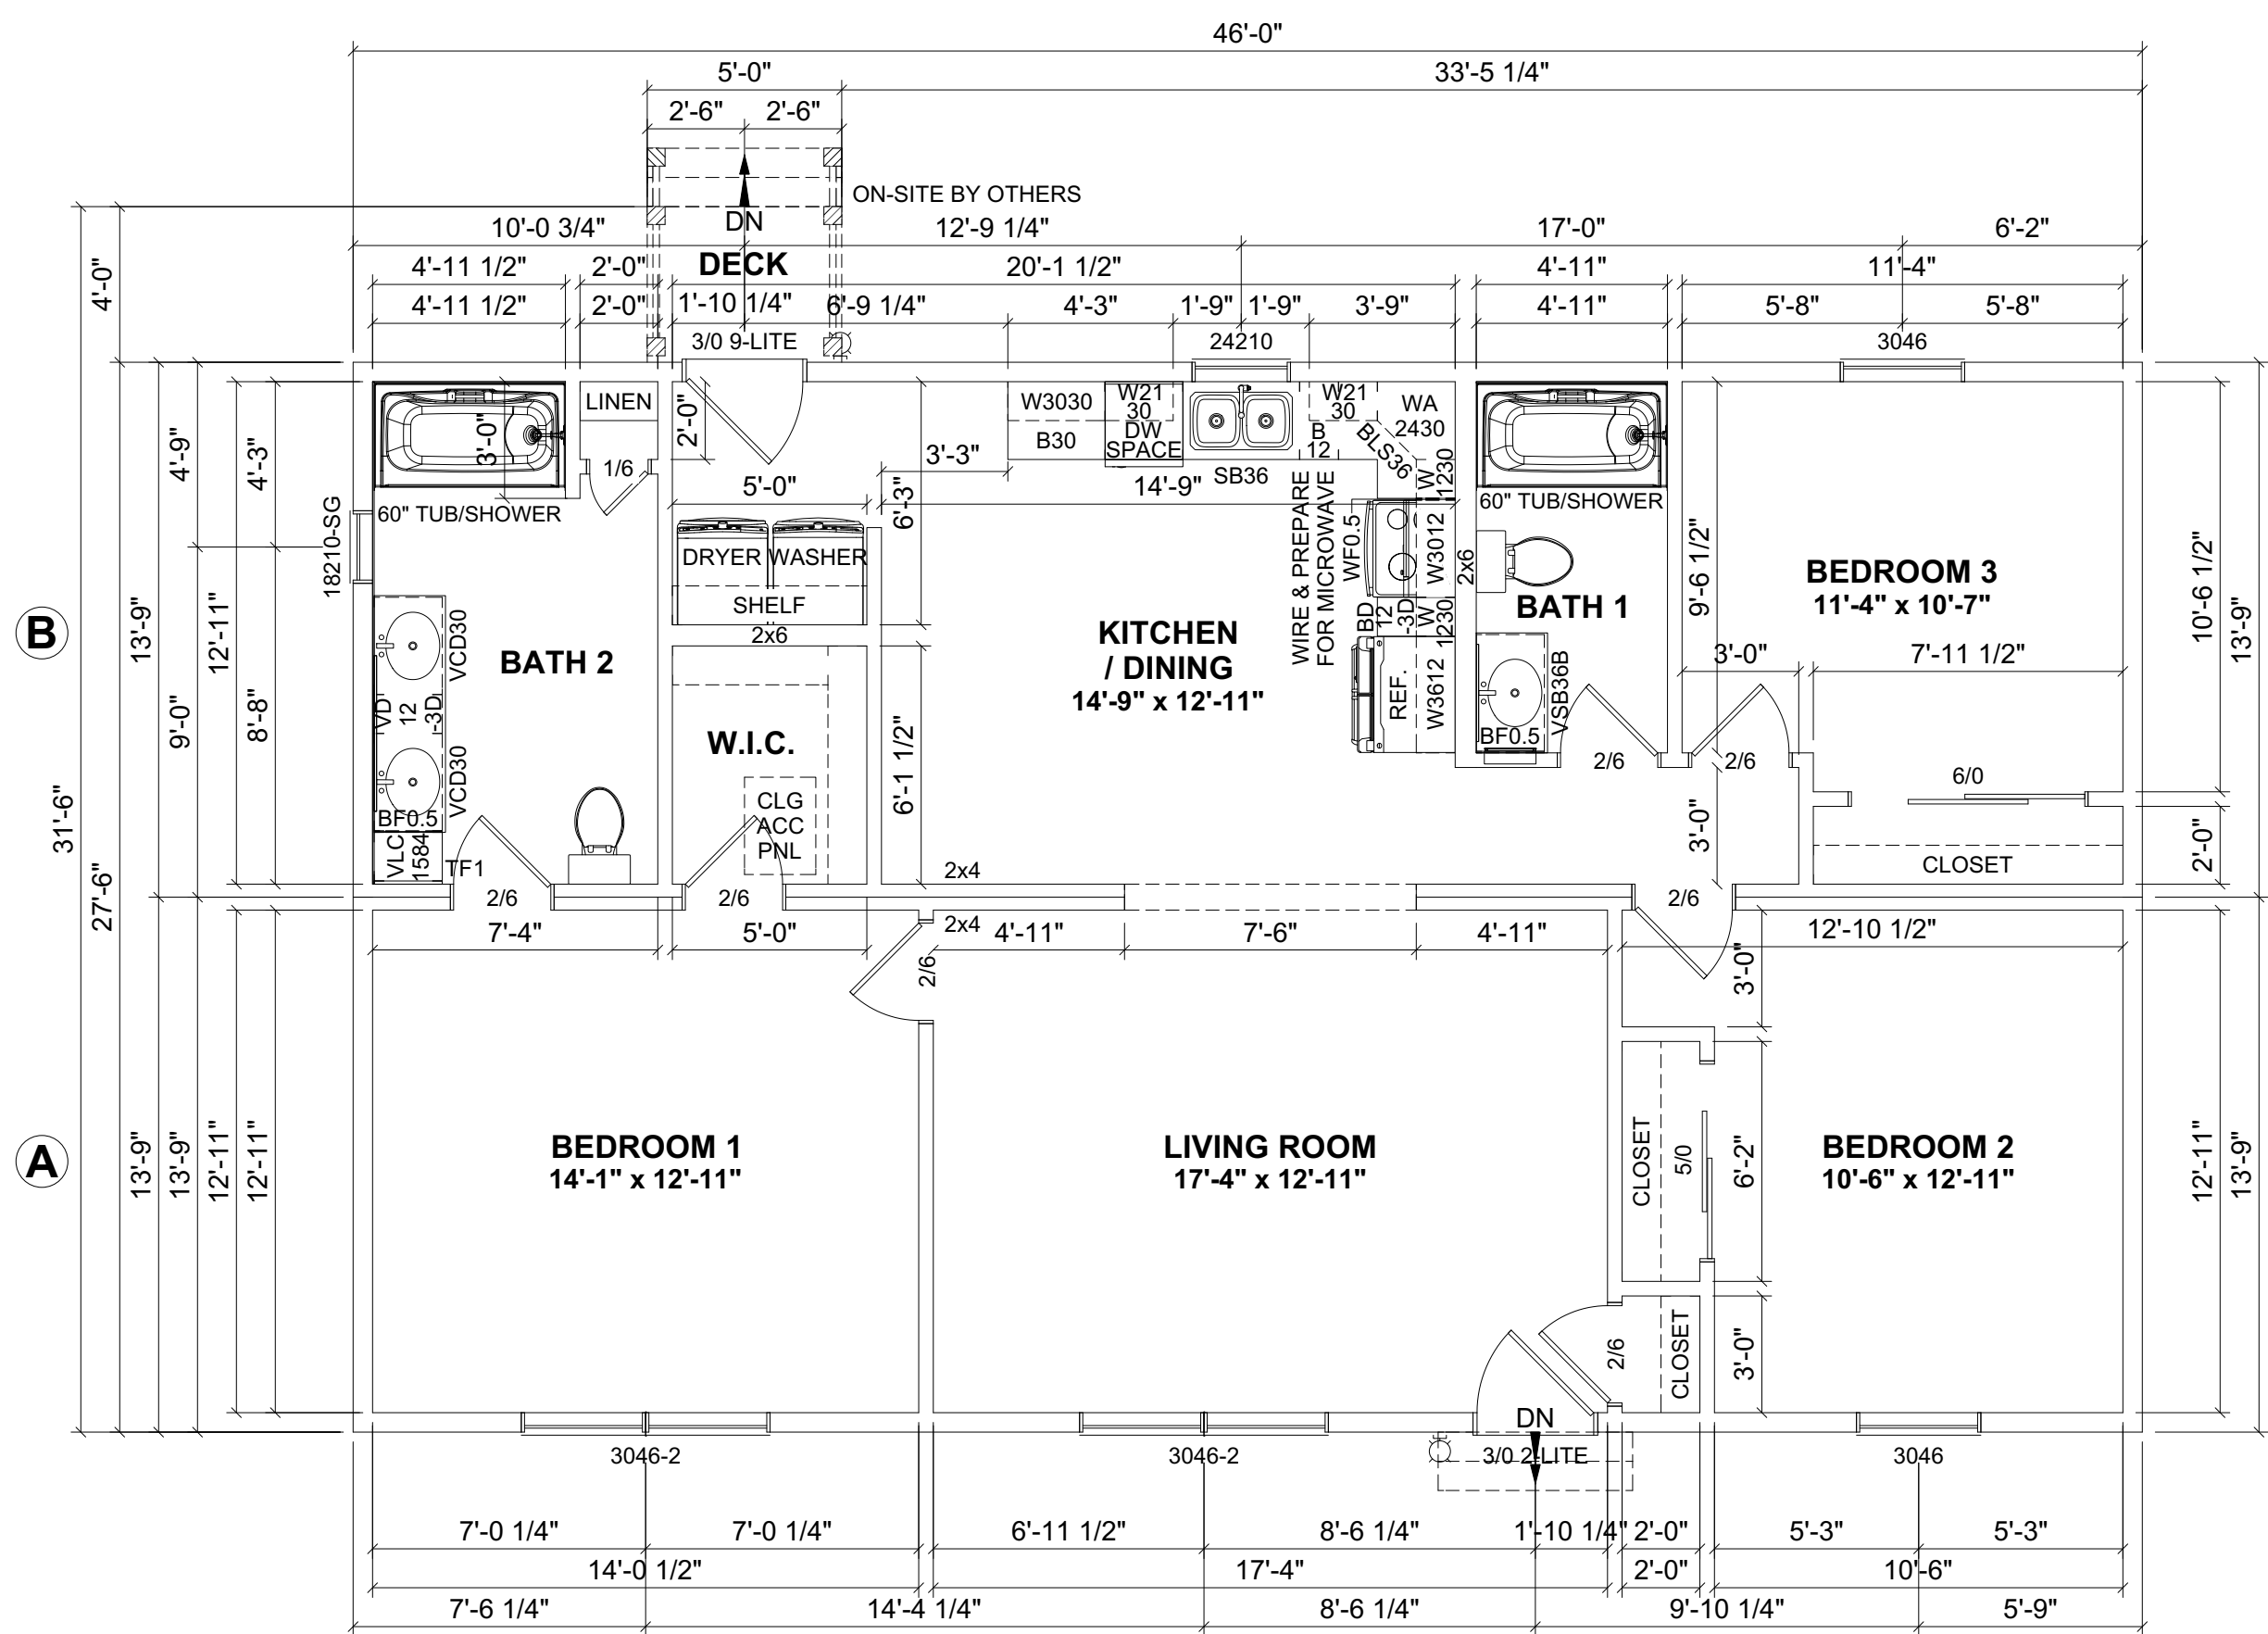 46'-0"
5'-0"
33'-5 1/4"
2'-6"
2'-6"
ON-SITE BY OTHERS
DN
10'-0 3/4"
12'-9 1/4"
17'-0"
6'-2"
DECK
4'-11 1/2"
2'-0"
20'-1 1/2"
4'-11"
11'-4"
4'-11 1/2"
2'-0"
1'-10 1/4"
6'-9 1/4"
4'-3"
1'-9"
1'-9"
3'-9"
4'-11"
5'-8"
5'-8"
4'-0"
3/0 9-LITE
24210
3046
LINEN
2'-0"
W3030
B30
W21
30
DW
SPACE
SB36
W21
30
B
12
WA
2430
BLS36
W
1230
3'-0"
1/6
3'-3"
5'-0"
14'-9"
6'-3"
60" TUB/SHOWER
60" TUB/SHOWER
4'-9"
4'-3"
18210-SG
DRYER
WASHER
SHELF
2x6
WIRE & PREPARE
FOR MICROWAVE
WF0.5
W3012
2x6
BD
12
-3D
W
1230
REF.
W3612
9'-6 1/2"
BEDROOM 3
11'-4" x 10'-7"
10'-6 1/2"
13'-9"
BATH 1
B
13'-9"
12'-11"
BATH 2
VCD30
VD
12
-3D
VCD30
BF0.5
VLC
1584
TF1
KITCHEN
/ DINING
14'-9" x 12'-11"
3'-0"
7'-11 1/2"
VSB36B
BF0.5
2/6
2/6
6/0
9'-0"
8'-8"
W.I.C.
6'-1 1/2"
CLG
ACC
PNL
3'-0"
2'-0"
CLOSET
31'-6"
27'-6"
2x4
2/6
2/6
2/6
7'-4"
5'-0"
2x4
2/6
4'-11"
7'-6"
4'-11"
12'-10 1/2"
3'-0"
A
13'-9"
13'-9"
12'-11"
12'-11"
BEDROOM 1
14'-1" x 12'-11"
LIVING ROOM
17'-4" x 12'-11"
CLOSET
5/0
6'-2"
BEDROOM 2
10'-6" x 12'-11"
12'-11"
13'-9"
2/6
CLOSET
3'-0"
DN
3046-2
3046-2
3/0 2-LITE
3046
7'-0 1/4"
7'-0 1/4"
6'-11 1/2"
8'-6 1/4"
1'-10 1/4"
2'-0"
5'-3"
5'-3"
14'-0 1/2"
17'-4"
2'-0"
10'-6"
7'-6 1/4"
14'-4 1/4"
8'-6 1/4"
9'-10 1/4"
5'-9"